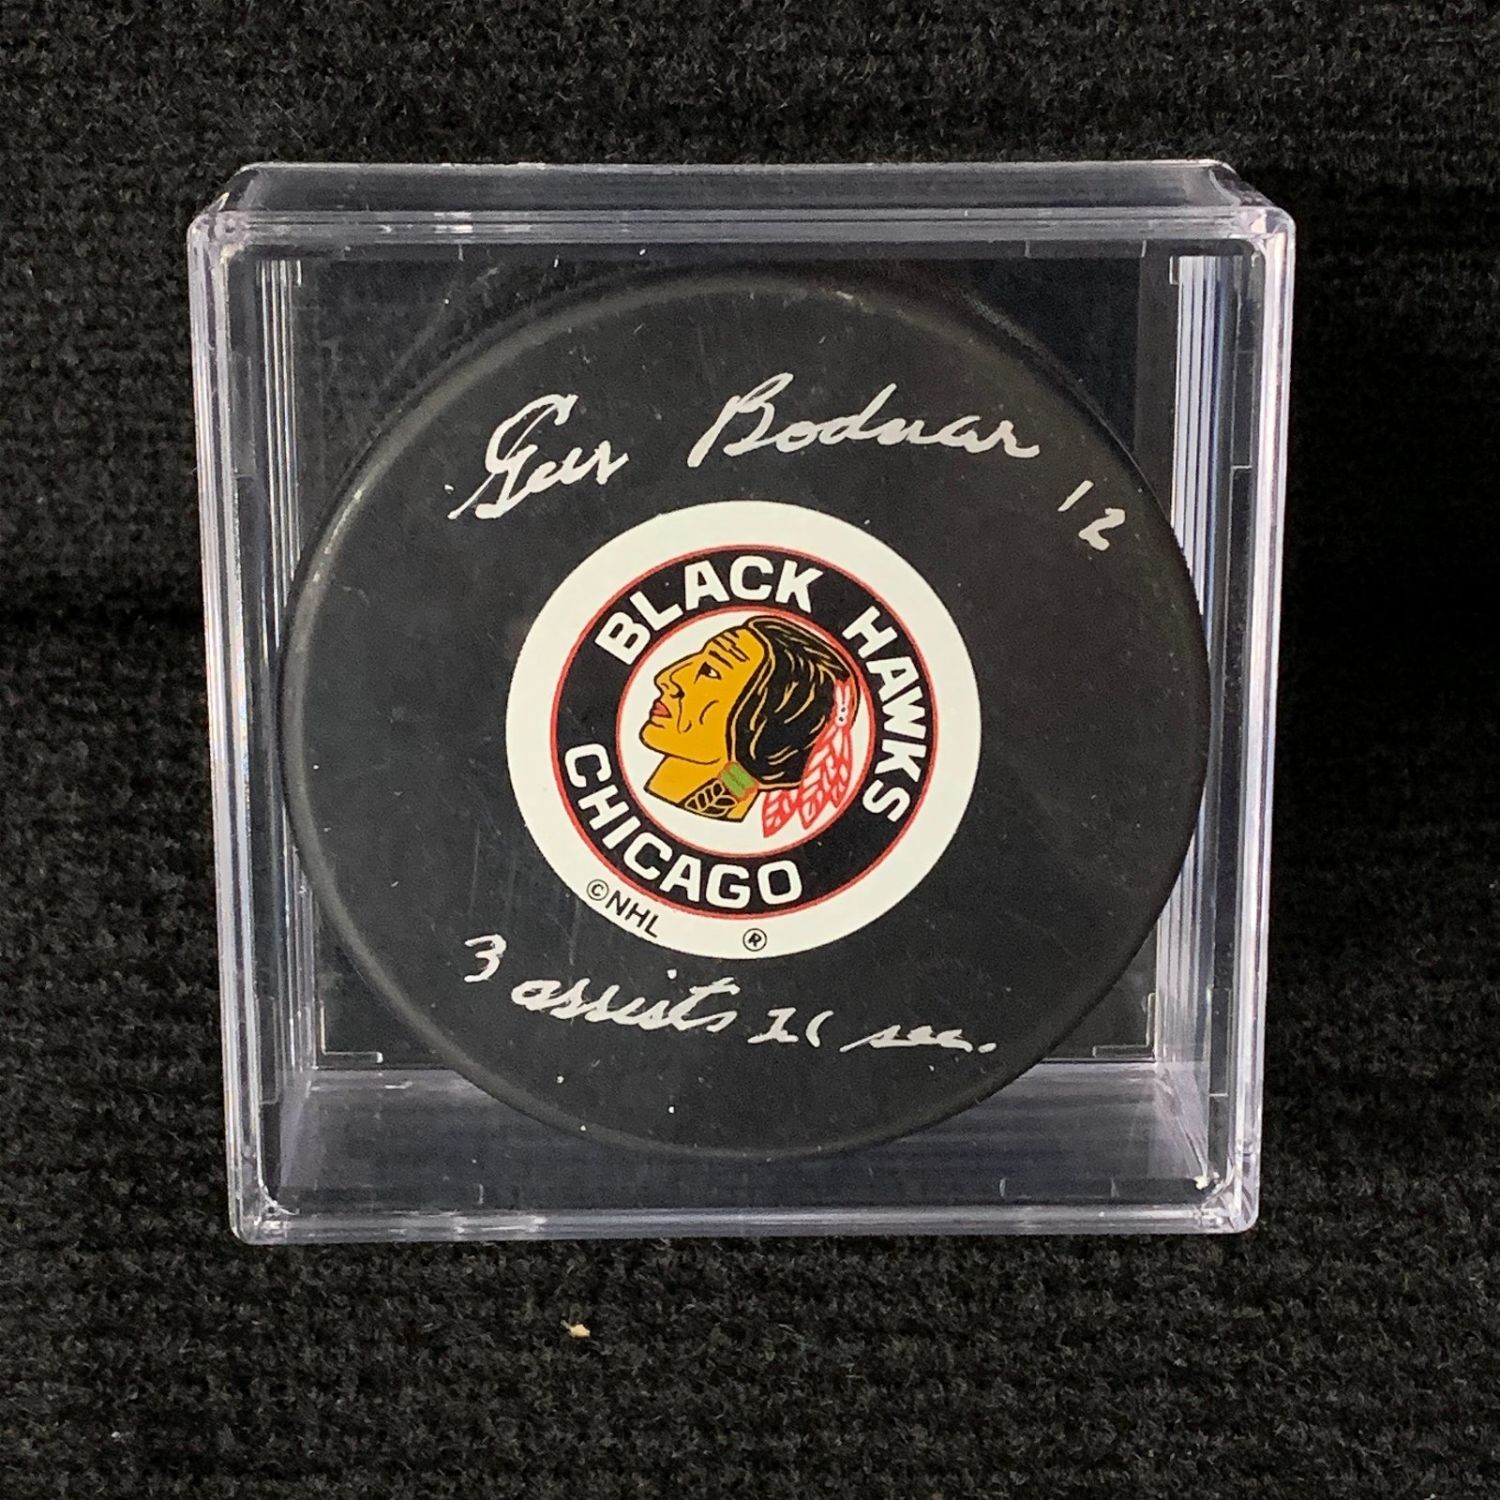 Gus Bodnar 12
BLACK HAWKS
CHICAGO
©NHL ®
3 assists 21 sec.